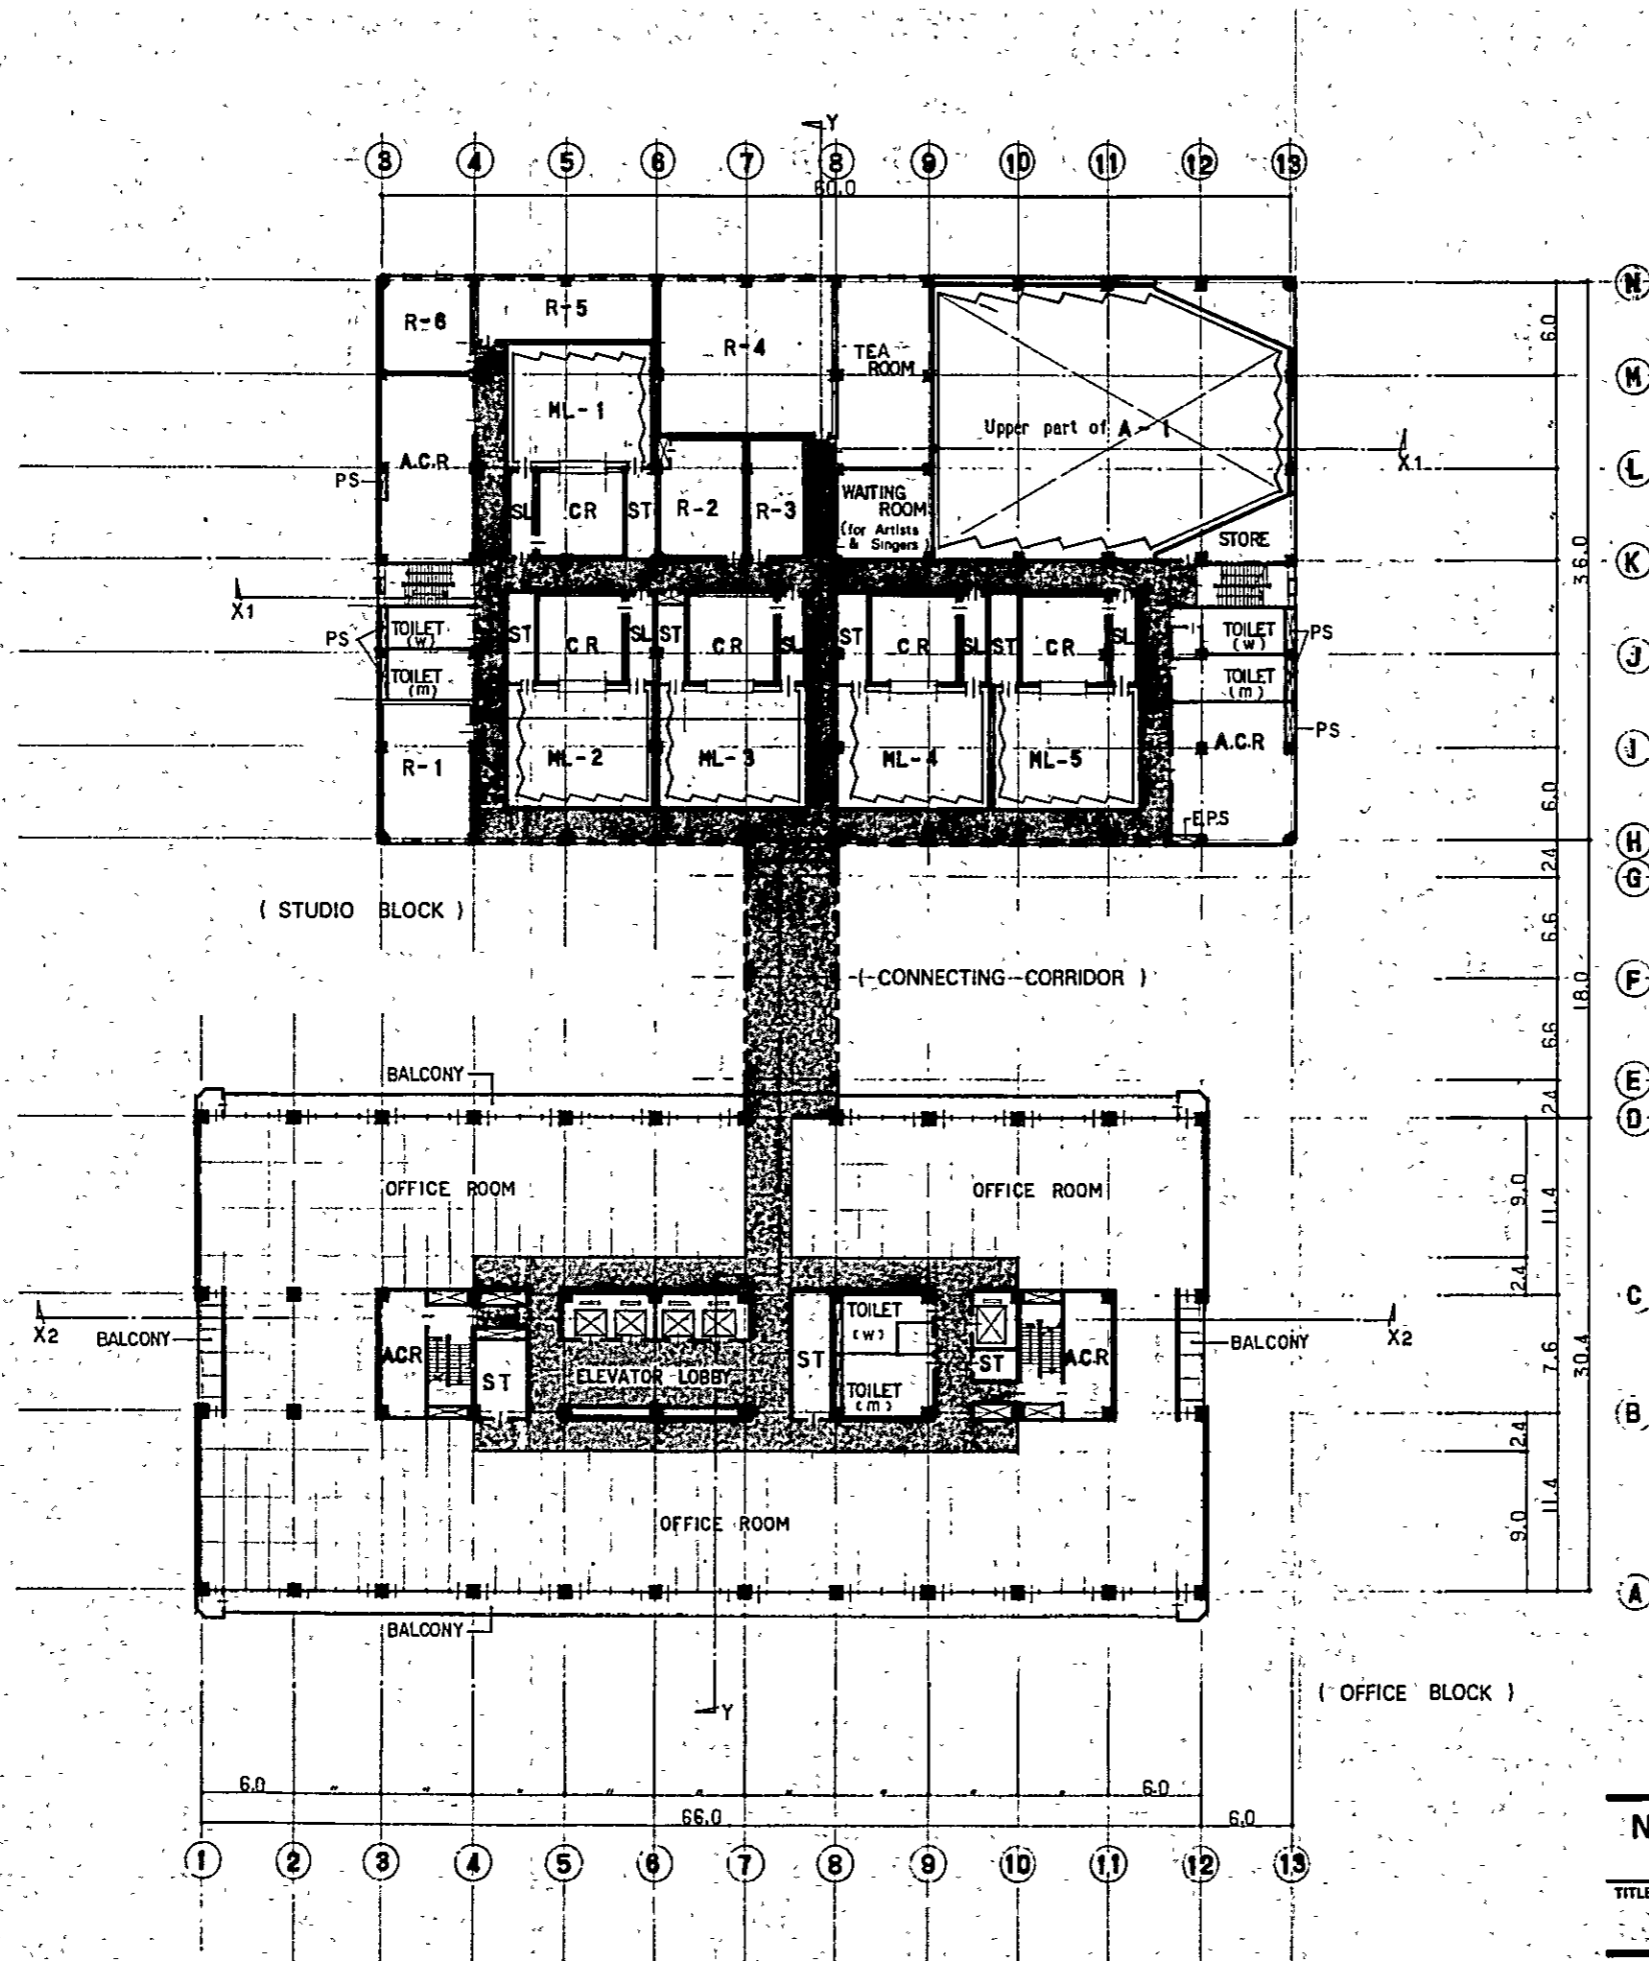 Y
3 4 5 6 7 8 9 10 11 12 13
60.0
N
R-6
R-5
R-4
TEA
ROOM
6.0
M
ML-1
Upper part of A-1
A.C.R
X1
L
PS
SL
CR
ST
R-2
R-3
WAITING
ROOM
(for Artists
& Singers)
STORE
K
36.0
X1
PS
TOILET
(w)
TOILET
(m)
ST
CR
SL
ST
CR
SL
ST
CR
SL
ST
CR
SL
TOILET
(w)
TOILET
(m)
PS
J
R-1
ML-2
ML-3
ML-4
ML-5
A.C.R
PS
J
6.0
E.P.S
H
2.4
G
( STUDIO BLOCK )
6.6
( CONNECTING CORRIDOR )
F
18.0
6.6
BALCONY
E
2.4
D
OFFICE ROOM
OFFICE ROOM
9.0
11.4
2.4
C
X2
BALCONY
ACR
ST
ELEVATOR LOBBY
ST
TOILET
(w)
TOILET
(m)
ST
A.C.R
BALCONY
X2
7.6
30.4
B
2.4
OFFICE ROOM
11.4
9.0
A
BALCONY
( OFFICE BLOCK )
Y
6.0 " " " " " " " " " 6.0
66.0
6.0
1 2 3 4 5 6 7 8 9 10 11 12 13
N
TITLE